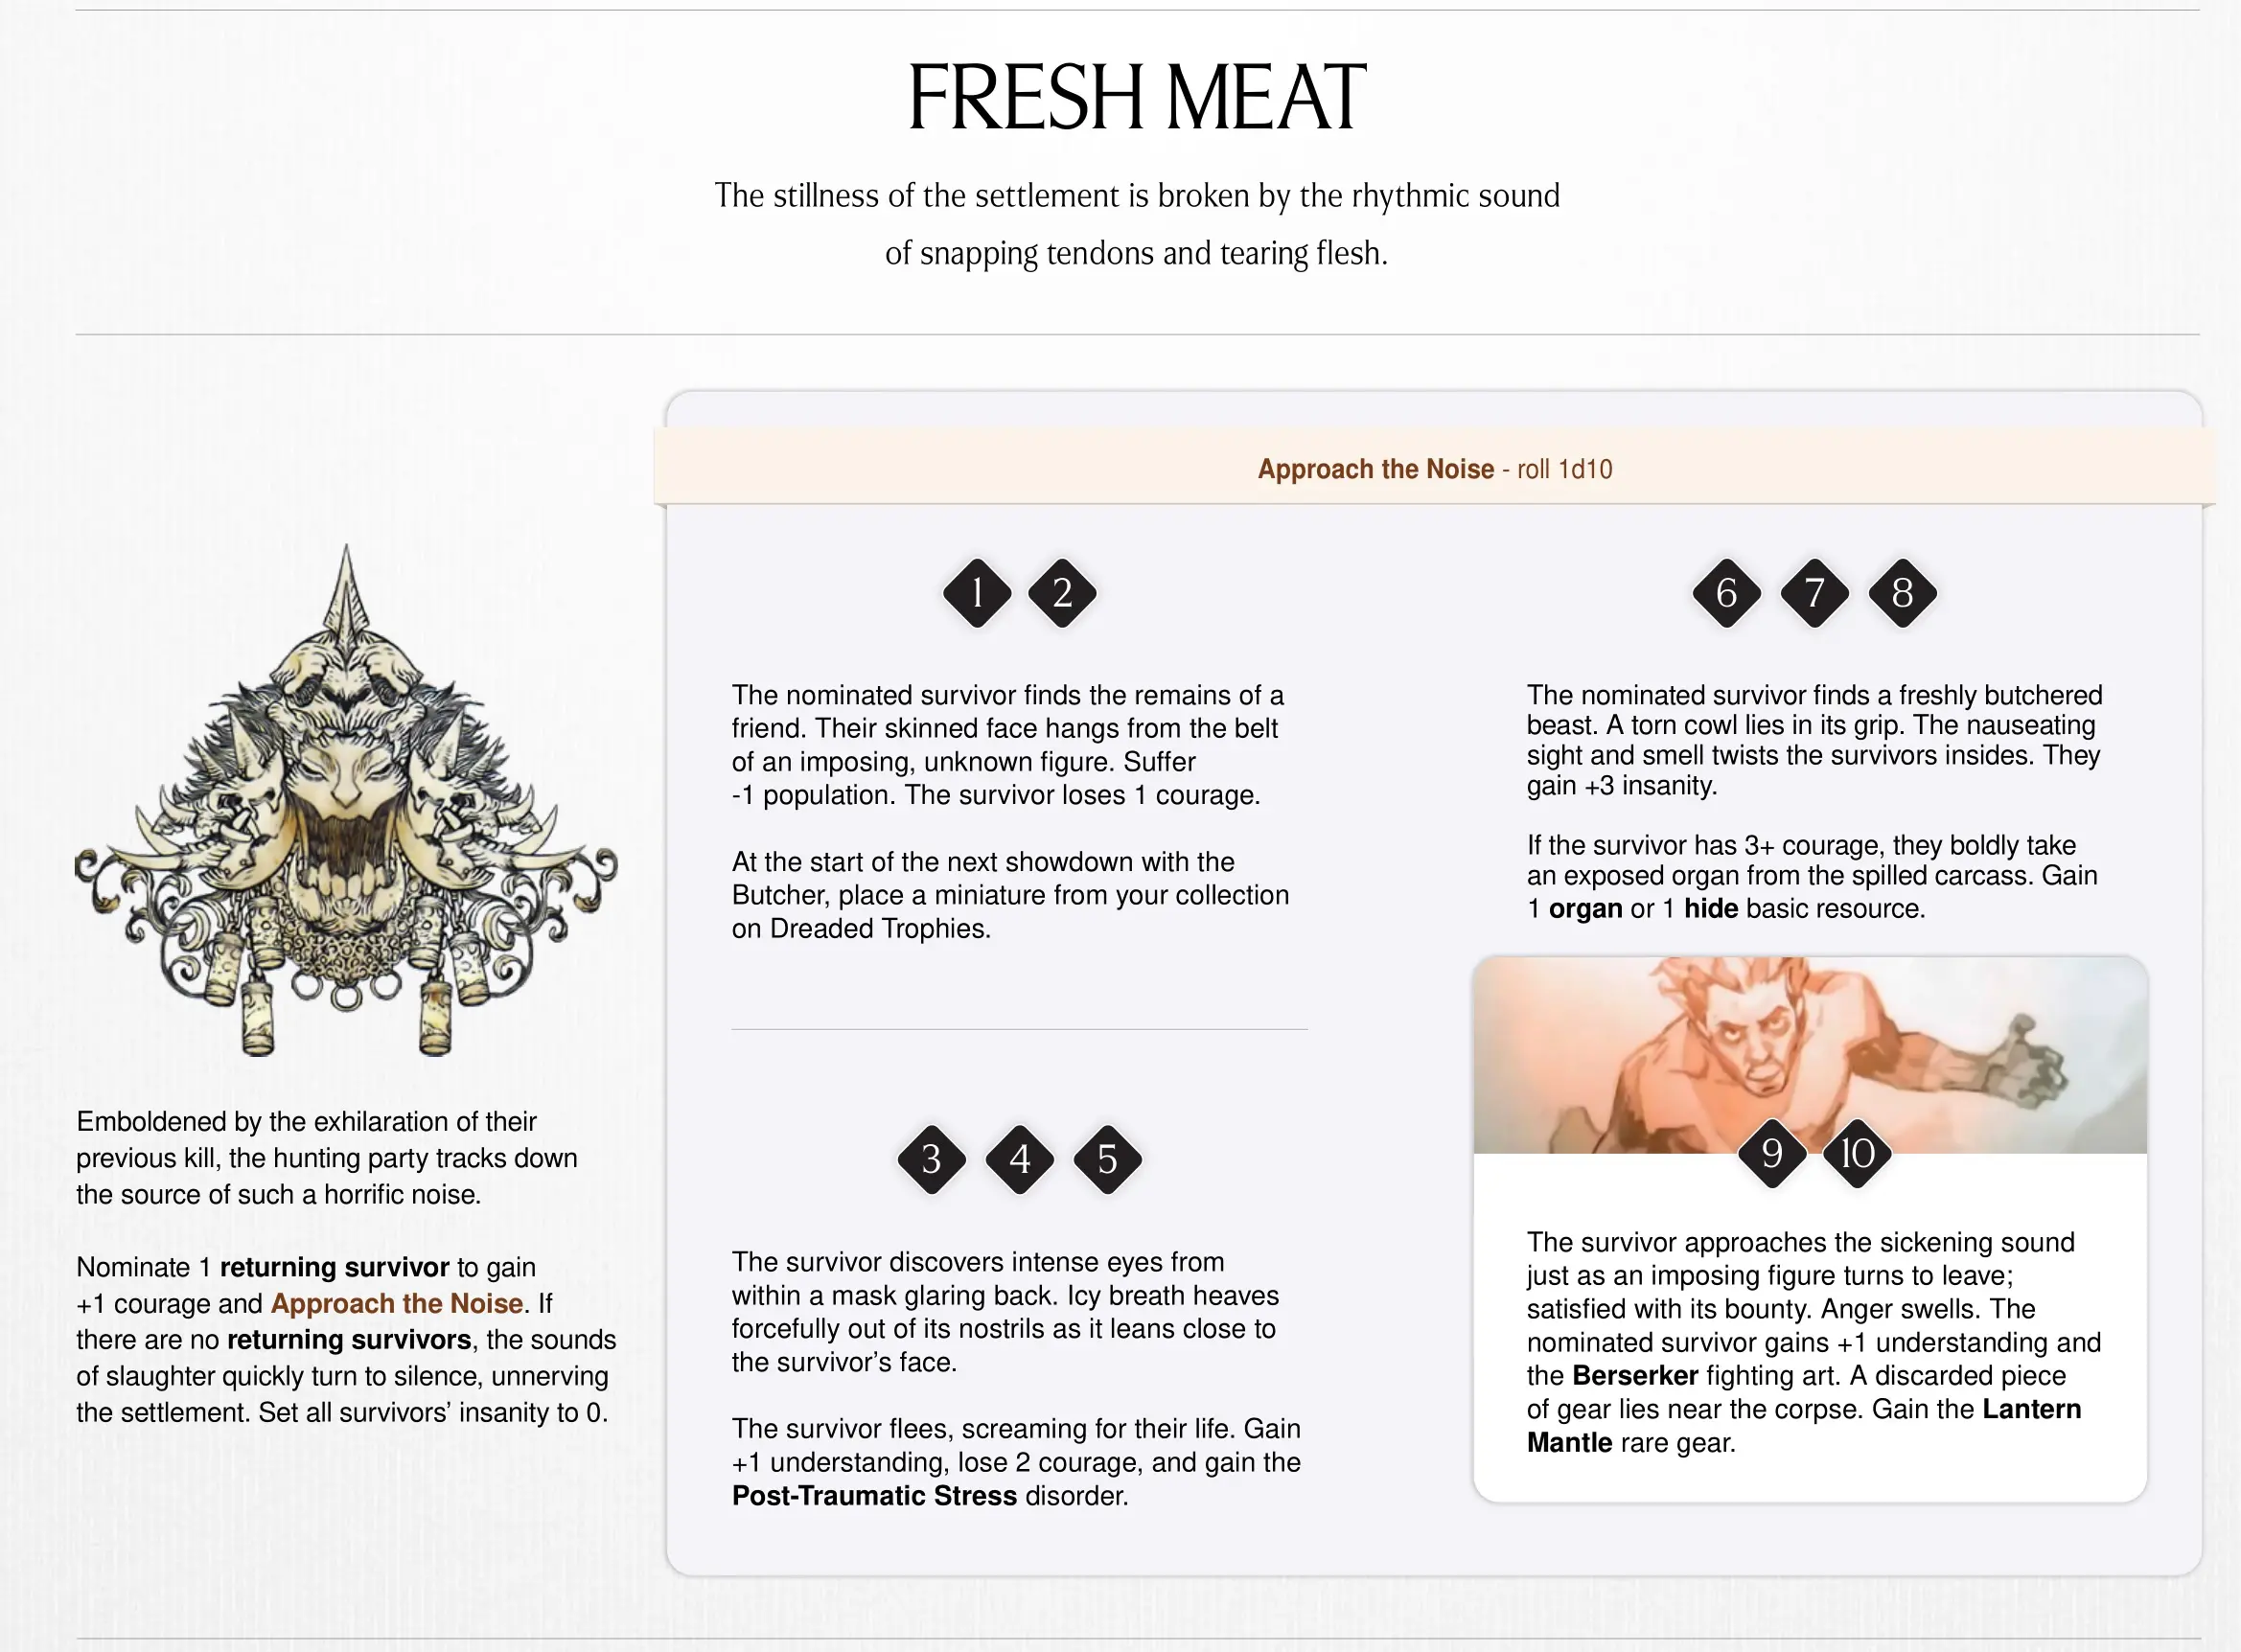 FRESH MEAT
The stillness of the settlement is broken by the rhythmic sound
of snapping tendons and tearing flesh.
Emboldened by the exhilaration of their
previous kill, the hunting party tracks down
the source of such a horrific noise.
Nominate 1 returning survivor to gain
+1 courage and Approach the Noise. If
there are no returning survivors, the sounds
of slaughter quickly turn to silence, unnerving
the settlement. Set all survivors’ insanity to 0.
Approach the Noise - roll 1d10
1 2
The nominated survivor finds the remains of a
friend. Their skinned face hangs from the belt
of an imposing, unknown figure. Suffer
-1 population. The survivor loses 1 courage.
At the start of the next showdown with the
Butcher, place a miniature from your collection
on Dreaded Trophies.
3 4 5
The survivor discovers intense eyes from
within a mask glaring back. Icy breath heaves
forcefully out of its nostrils as it leans close to
the survivor’s face.
The survivor flees, screaming for their life. Gain
+1 understanding, lose 2 courage, and gain the
Post-Traumatic Stress disorder.
6 7 8
The nominated survivor finds a freshly butchered
beast. A torn cowl lies in its grip. The nauseating
sight and smell twists the survivors insides. They
gain +3 insanity.
If the survivor has 3+ courage, they boldly take
an exposed organ from the spilled carcass. Gain
1 organ or 1 hide basic resource.
9 10
The survivor approaches the sickening sound
just as an imposing figure turns to leave;
satisfied with its bounty. Anger swells. The
nominated survivor gains +1 understanding and
the Berserker fighting art. A discarded piece
of gear lies near the corpse. Gain the Lantern
Mantle rare gear.